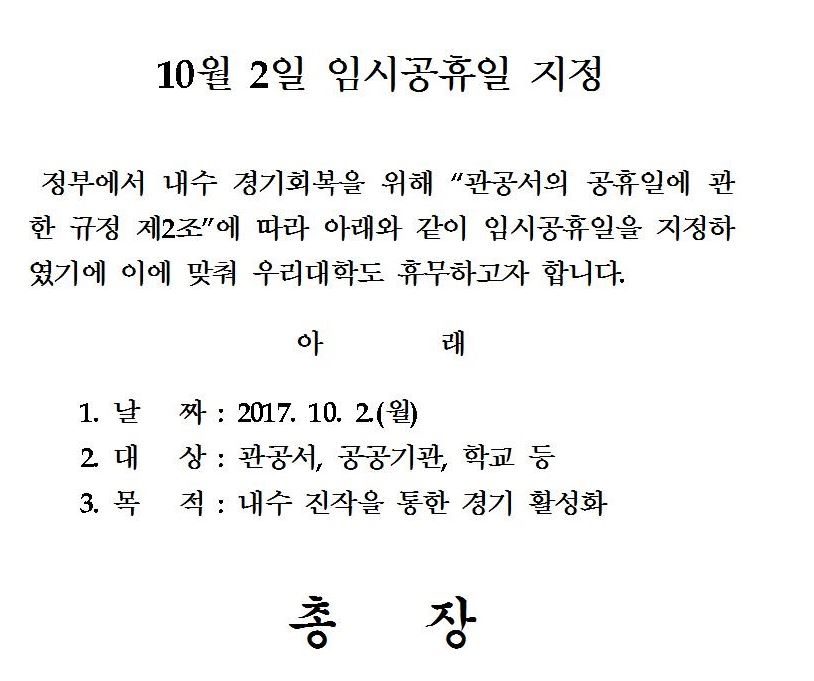 10월 2일 임시공휴일 지정
정부에서 내수 경기회복을 위해 “관공서의 공휴일에 관
한 규정 제2조”에 따라 아래와 같이 임시공휴일을 지정하
였기에 이에 맞춰 우리대학도 휴무하고자 합니다.
아 래
1. 날 짜 : 2017. 10. 2.(월)
2. 대 상 : 관공서, 공공기관, 학교 등
3. 목 적 : 내수 진작을 통한 경기 활성화
총 장